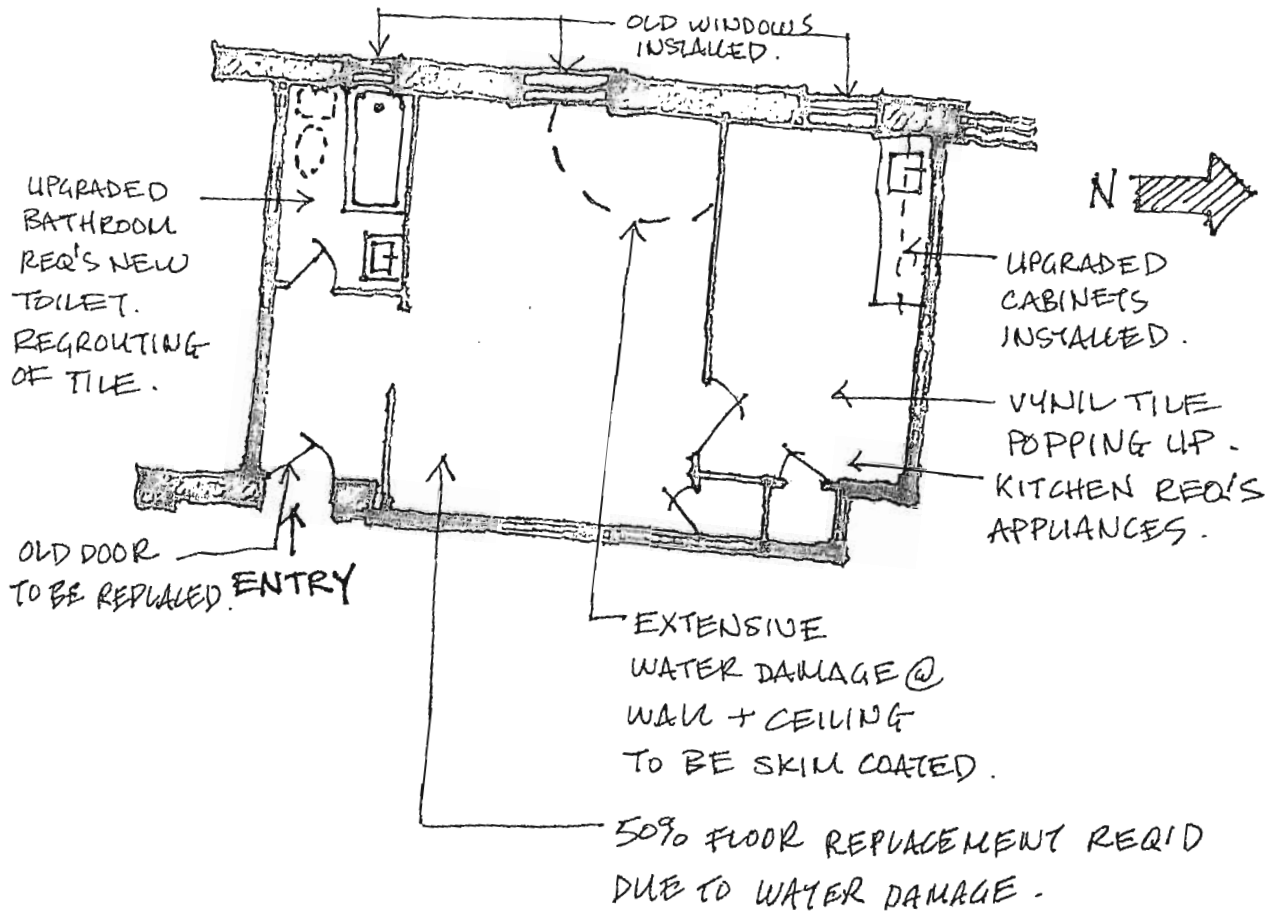 OLD WINDOWS
INSTALLED.
N
UPGRADED
BATHROOM
REQ'S NEW
TOILET.
REGROUTING
OF TILE.
UPGRADED
CABINETS
INSTALLED.
VYNIL TILE
POPPING UP.
KITCHEN REQ'S
APPLIANCES.
OLD DOOR
TO BE REPLACED.
ENTRY
EXTENSIVE
WATER DAMAGE @
WALL + CEILING
TO BE SKIM COATED.
50% FLOOR REPLACEMENT REQ'D
DUE TO WATER DAMAGE.